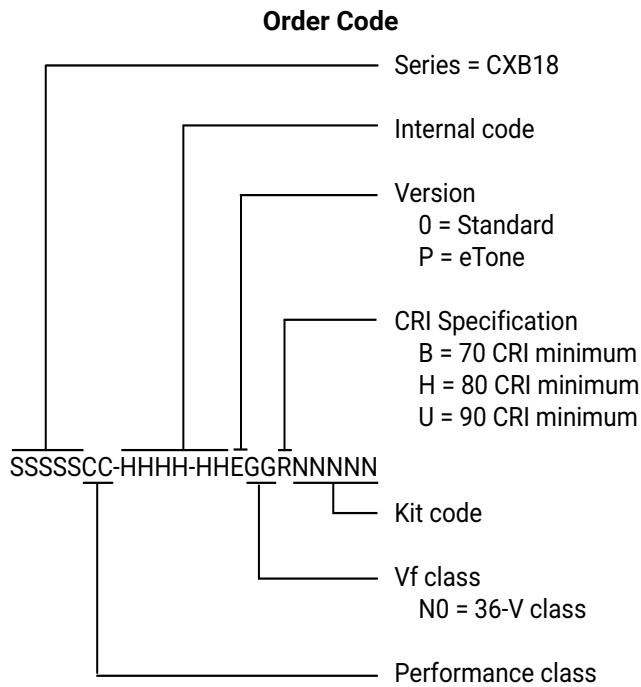 Order Code
Series = CXB18
Internal code
Version
0 = Standard
P = eTone
CRI Specification
B = 70 CRI minimum
H = 80 CRI minimum
U = 90 CRI minimum
SSSSSCC-HHHH-HHEGGRNNNNN
Kit code
Vf class
N0 = 36-V class
Performance class